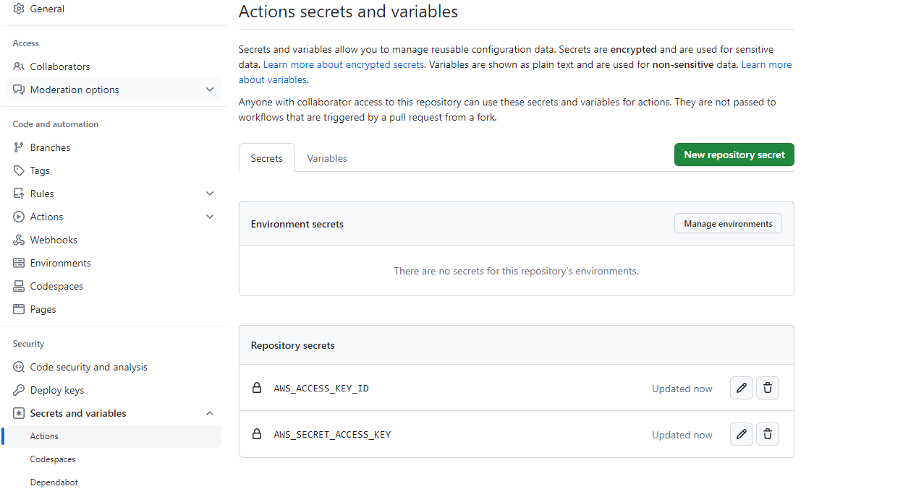 General
Access
Collaborators
Moderation options
Code and automation
Branches
Tags
Rules
Actions
Webhooks
Environments
Codespaces
Pages
Security
Code security and analysis
Deploy keys
Secrets and variables
Actions
Codespaces
Dependabot
Actions secrets and variables
Secrets and variables allow you to manage reusable configuration data. Secrets are encrypted and are used for sensitive
data. Learn more about encrypted secrets. Variables are shown as plain text and are used for non-sensitive data. Learn more
about variables.
Anyone with collaborator access to this repository can use these secrets and variables for actions. They are not passed to
workflows that are triggered by a pull request from a fork.
Secrets Variables New repository secret
Environment secrets Manage environments
There are no secrets for this repository's environments.
Repository secrets
AWS_ACCESS_KEY_ID Updated now
AWS_SECRET_ACCESS_KEY Updated now